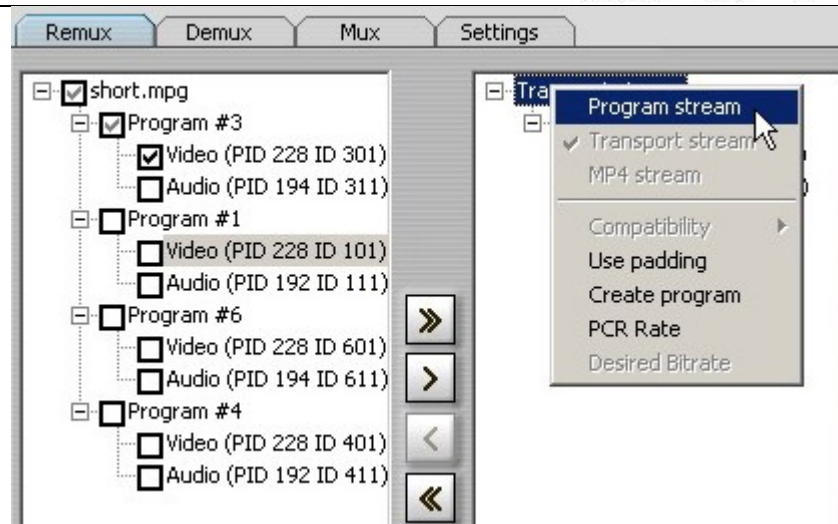 Remux Demux Mux Settings
short.mpg
Program #3
Video (PID 228 ID 301)
Audio (PID 194 ID 311)
Program #1
Video (PID 228 ID 101)
Audio (PID 192 ID 111)
Program #6
Video (PID 228 ID 601)
Audio (PID 194 ID 611)
Program #4
Video (PID 228 ID 401)
Audio (PID 192 ID 411)
Program stream
Transport stream
MP4 stream
Compatibility
Use padding
Create program
PCR Rate
Desired Bitrate